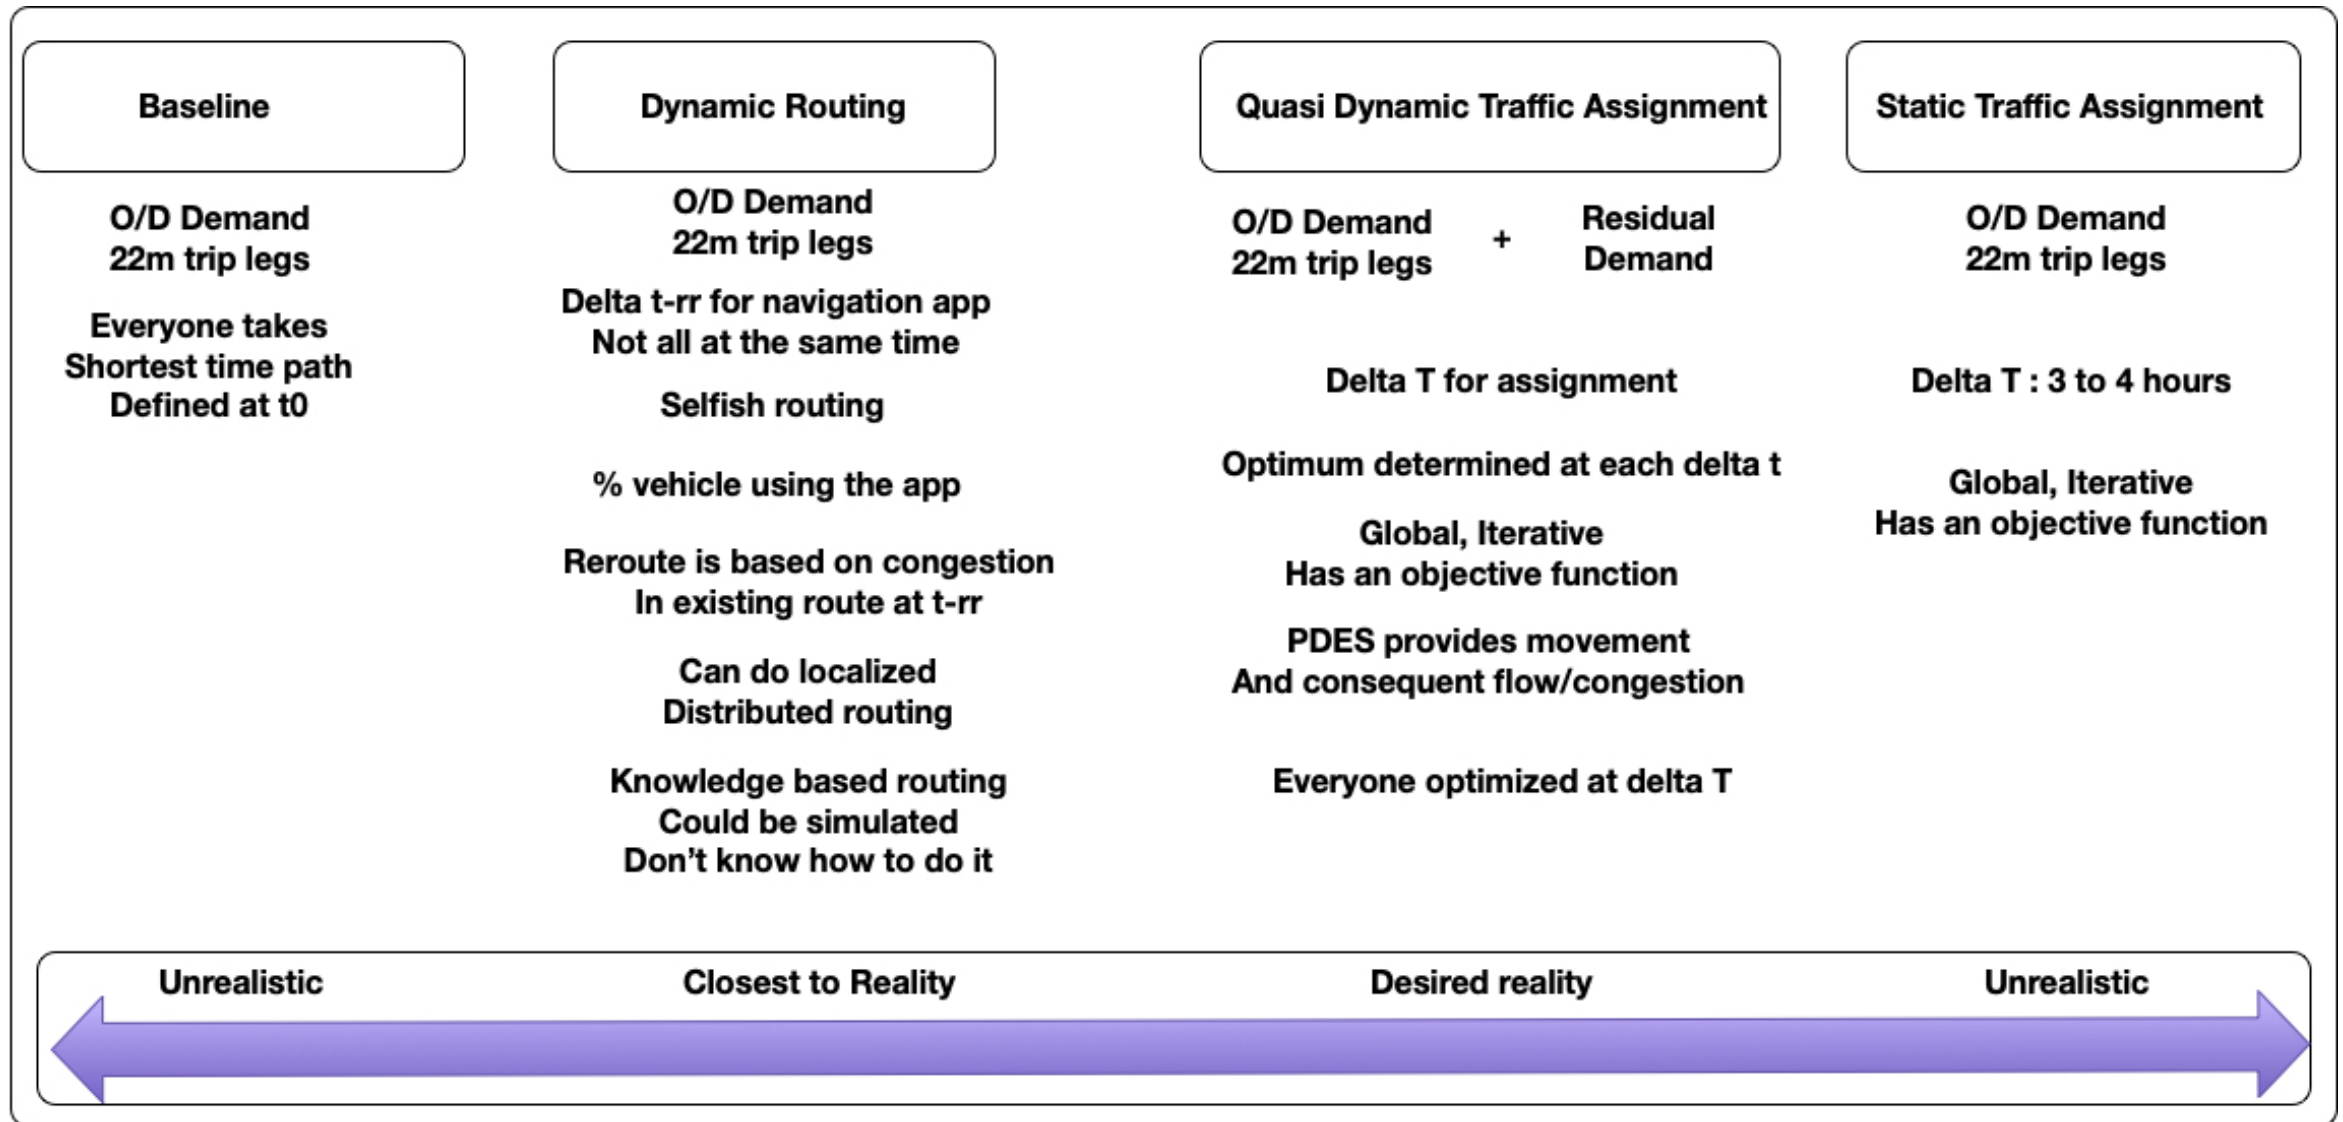 Baseline
O/D Demand
22m trip legs
Everyone takes
Shortest time path
Defined at t0
Dynamic Routing
O/D Demand
22m trip legs
Delta t-rr for navigation app
Not all at the same time
Selfish routing
% vehicle using the app
Reroute is based on congestion
In existing route at t-rr
Can do localized
Distributed routing
Knowledge based routing
Could be simulated
Don’t know how to do it
Quasi Dynamic Traffic Assignment
O/D Demand
22m trip legs
+
Residual
Demand
Delta T for assignment
Optimum determined at each delta t
Global, Iterative
Has an objective function
PDES provides movement
And consequent flow/congestion
Everyone optimized at delta T
Static Traffic Assignment
O/D Demand
22m trip legs
Delta T : 3 to 4 hours
Global, Iterative
Has an objective function
Unrealistic
Closest to Reality
Desired reality
Unrealistic